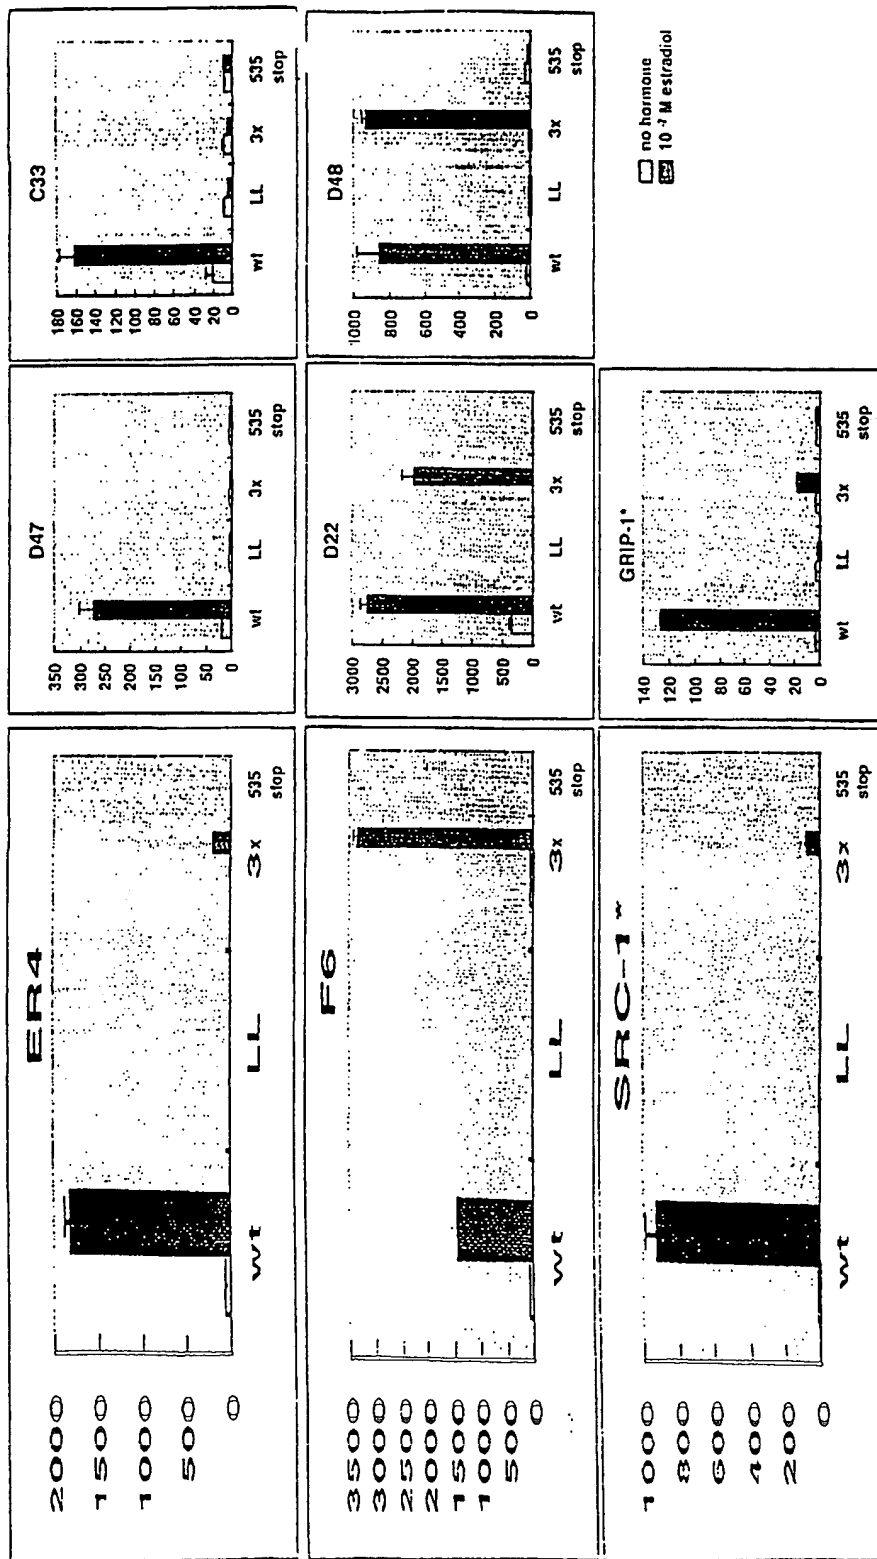 ER4
2000
1500
1000
500
0
wt LL 3x 535
stop
D47
350
300
250
200
150
100
50
0
wt LL 3x 535
stop
C33
180
160
140
120
100
80
60
40
20
0
wt LL 3x 535
stop
F6
3500
3000
2500
2000
1500
1000
500
0
wt LL 3x 535
stop
D22
3000
2500
2000
1500
1000
500
0
wt LL 3x 535
stop
D48
1000
800
600
400
200
0
wt LL 3x 535
stop
SRC-1*
1000
800
600
400
200
0
wt LL 3x 535
stop
GRIP-1*
140
120
100
80
60
40
20
0
wt LL 3x 535
stop
no hormone
10⁻⁷ M estradiol